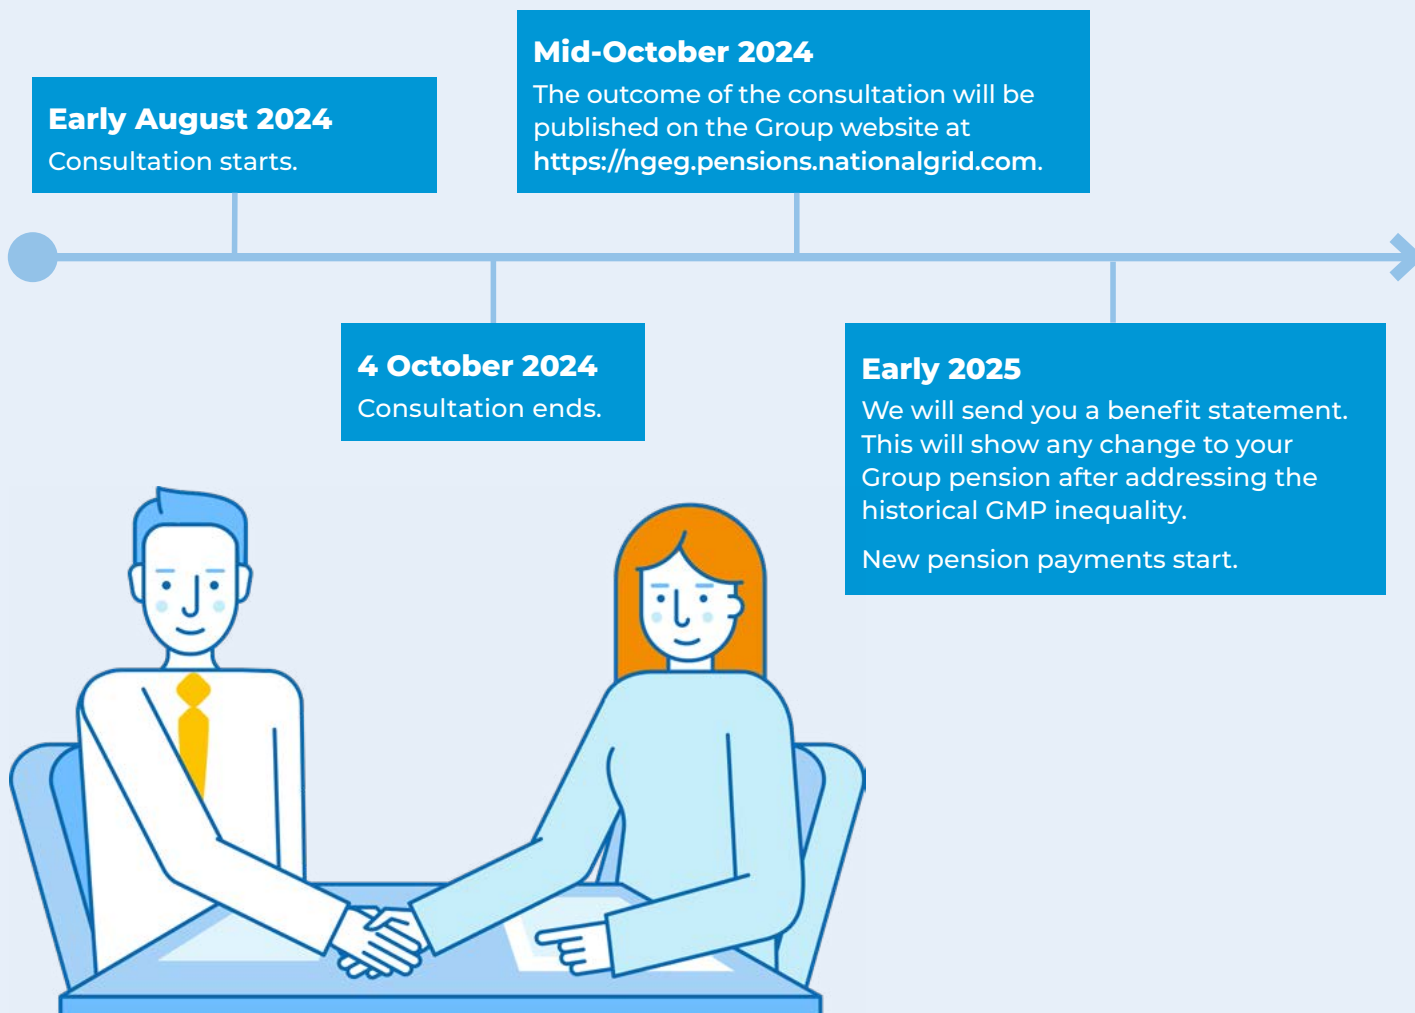 Early August 2024
Consultation starts.
4 October 2024
Consultation ends.
Mid-October 2024
The outcome of the consultation will be
published on the Group website at
https://ngeg.pensions.nationalgrid.com.
Early 2025
We will send you a benefit statement.
This will show any change to your
Group pension after addressing the
historical GMP inequality.
New pension payments start.